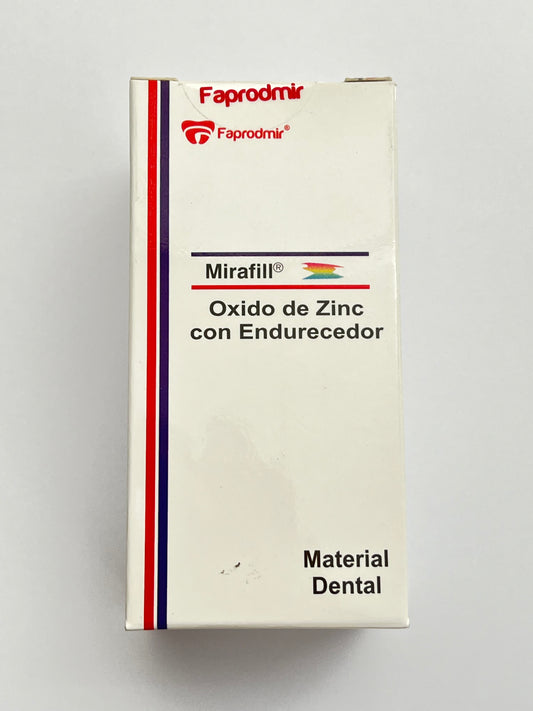 Faprodmir
Faprodmir®
Mirafill®
Oxido de Zinc
con Endurecedor
Material
Dental